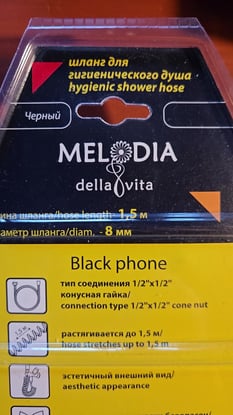 шланг для
гигиенического душа
hygienic shower hose
Черный
MELODIA
della vita
ина шланга/hose length - 1,5 м
аметр шланга/diam. - 8 мм
Black phone
тип соединения 1/2"x1/2"
конусная гайка/
connection type 1/2"x1/2" cone nut
растягивается до 1,5 м/
hose stretches up to 1,5 m
эстетичный внешний вид/
aesthetic appearance